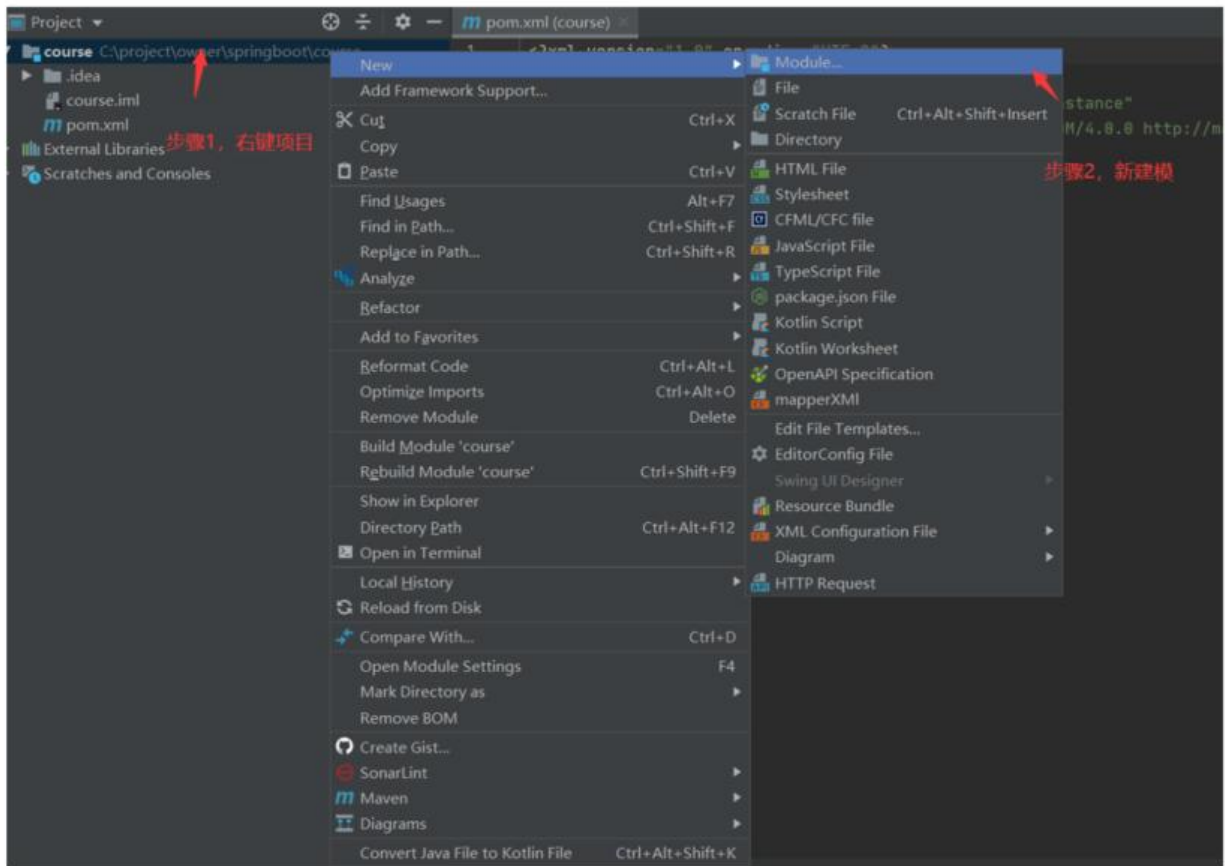 Project
pom.xml (course)
course C:\project\owner\springboot\course
.idea
course.iml
pom.xml
External Libraries
Scratches and Consoles
步骤1，右键项目
1
New
Add Framework Support...
Cut Ctrl+X
Copy
Paste Ctrl+V
Find Usages Alt+F7
Find in Path... Ctrl+Shift+F
Replace in Path... Ctrl+Shift+R
Analyze
Refactor
Add to Favorites
Reformat Code Ctrl+Alt+L
Optimize Imports Ctrl+Alt+O
Remove Module Delete
Build Module 'course'
Rebuild Module 'course' Ctrl+Shift+F9
Show in Explorer
Directory Path Ctrl+Alt+F12
Open in Terminal
Local History
Reload from Disk
Compare With... Ctrl+D
Open Module Settings F4
Mark Directory as
Remove BOM
Create Gist...
SonarLint
Maven
Diagrams
Convert Java File to Kotlin File Ctrl+Alt+Shift+K
Module...
File
Scratch File Ctrl+Alt+Shift+Insert
Directory
HTML File
Stylesheet
CFML/CFC file
JavaScript File
TypeScript File
package.json File
Kotlin Script
Kotlin Worksheet
OpenAPI Specification
mapperXMl
Edit File Templates...
EditorConfig File
Swing UI Designer
Resource Bundle
XML Configuration File
Diagram
HTTP Request
stance"
M/4.0.0 http://m
步骤2，新建模